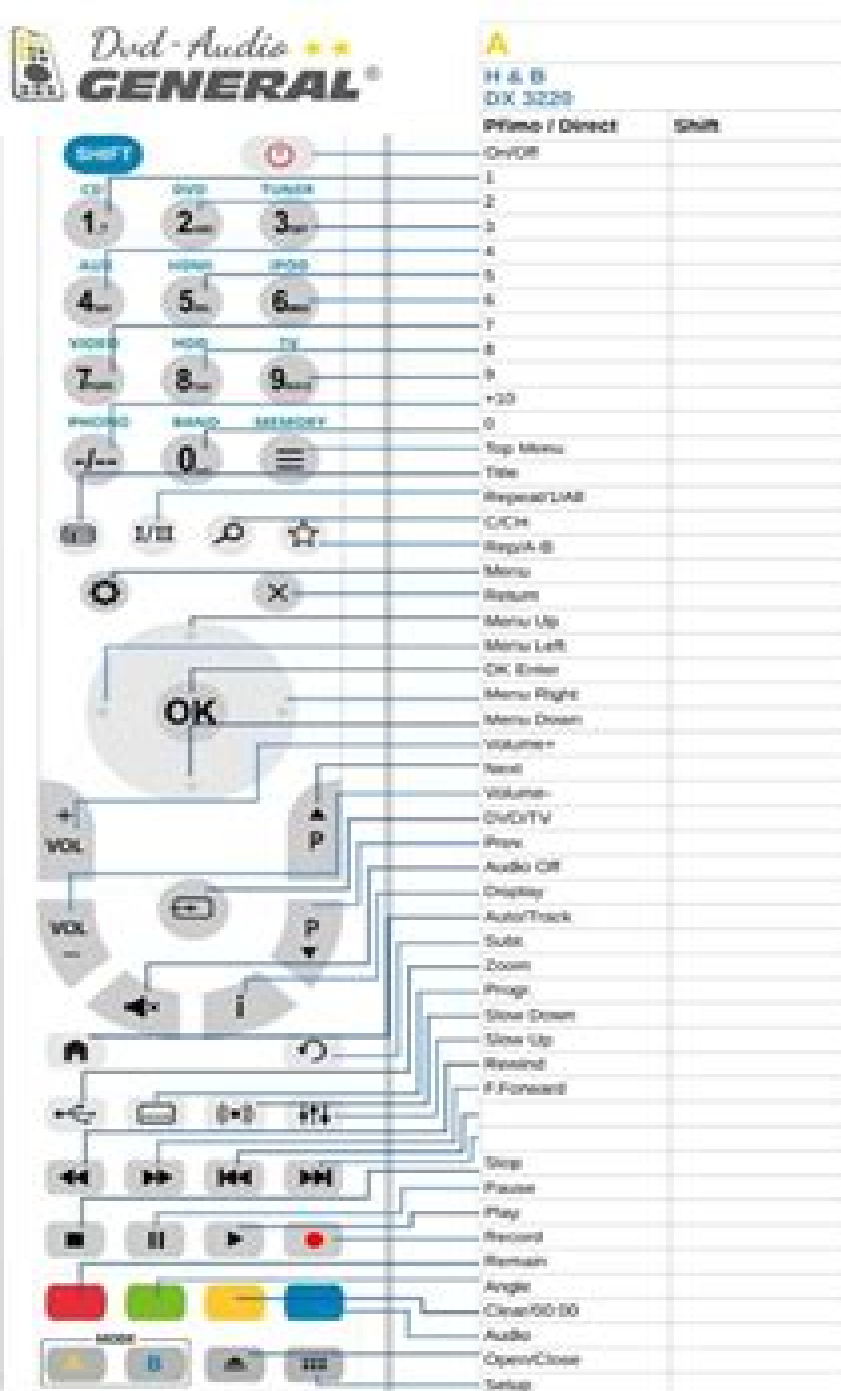 Dvd-Audio
GENERAL®
A
H & B
DX 3220
Primo / Direct Shift
SHIFT
On/Off
1
CD DVD TUNER
2
1 2 3
3
4
AUX HDMI IPOD
5
4 5 6
6
7
VIDEO HDD TV
8
7 8 9
9
+10
PHONO BAND MEMORY
0
-/-- 0
Top Menu
Title
Repeat/1/All
I/II
C/CH
Rep/A-B
Menu
Return
Menu Up
Menu Left
OK Enter
Menu Right
OK
Menu Down
Volume+
Next
Volume-
+
VOL
P
DVD/TV
Prev
Audio Off
Display
Auto/Track
VOL
-
P
Subt.
Zoom
Progr
i
Slow Down
Slow Up
Rewind
F.Forward
Stop
Pause
Play
Record
Remain
Angle
Clear/00:00
Audio
MODE
A B
Open/Close
Setup